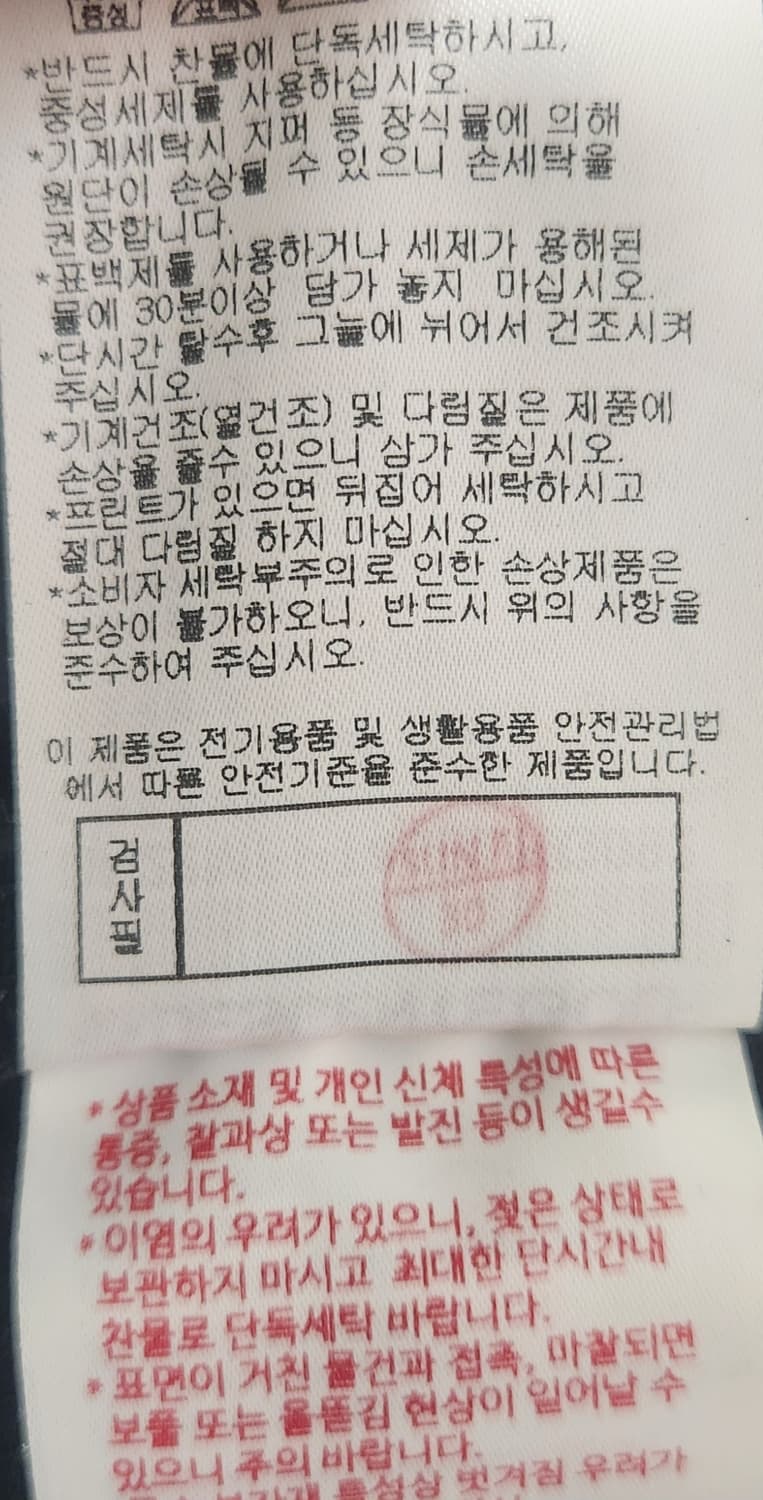 중성
표백
*반드시 찬물에 단독세탁하시고,
중성세제를 사용하십시오.
*기계세탁시 지퍼 등 장식물에 의해
원단이 손상될 수 있으니 손세탁을
권장합니다.
*표백제를 사용하거나 세제가 용해된
물에 30분이상 담가 놓지 마십시오.
*단시간 탈수후 그늘에 뉘어서 건조시켜
주십시오.
*기계건조(열건조) 및 다림질은 제품에
손상을 줄수 있으니 삼가 주십시오.
*프린트가 있으면 뒤집어 세탁하시고
절대 다림질 하지 마십시오.
*소비자 세탁부주의로 인한 손상제품은
보상이 불가하오니, 반드시 위의 사항을
준수하여 주십시오.
이 제품은 전기용품 및 생활용품 안전관리법
에서 따른 안전기준을 준수한 제품입니다.
검사필
* 상품 소재 및 개인 신체 특성에 따른
통증, 찰과상 또는 발진 등이 생길수
있습니다.
* 이염의 우려가 있으니, 젖은 상태로
보관하지 마시고 최대한 단시간내
찬물로 단독세탁 바랍니다.
* 표면이 거친 물건과 접촉, 마찰되면
보풀 또는 올뜯김 현상이 일어날 수
있으니 주의 바랍니다.
특성상 벗겨짐 우려가